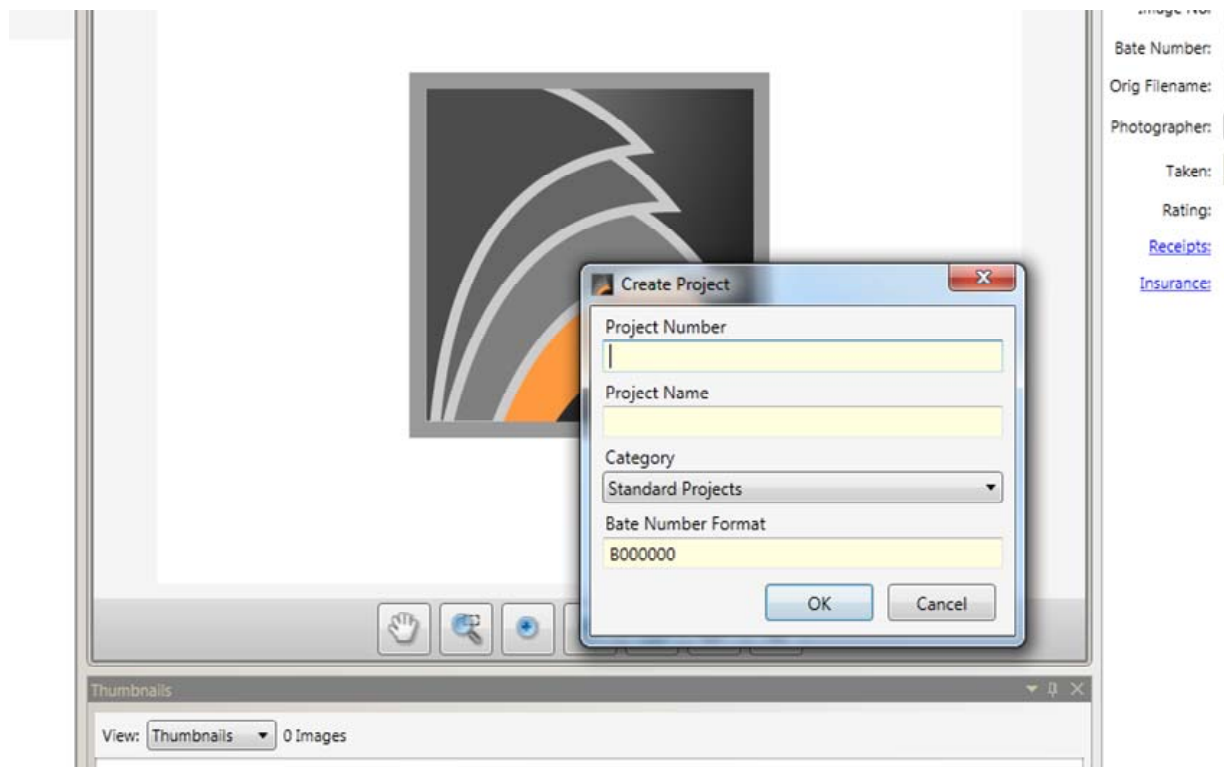 Bate Number:
Orig Filename:
Photographer:
Taken:
Rating:
Receipts:
Insurance:
Create Project
Project Number
Project Name
Category
Standard Projects
Bate Number Format
B000000
OK Cancel
Thumbnails
View: Thumbnails 0 Images